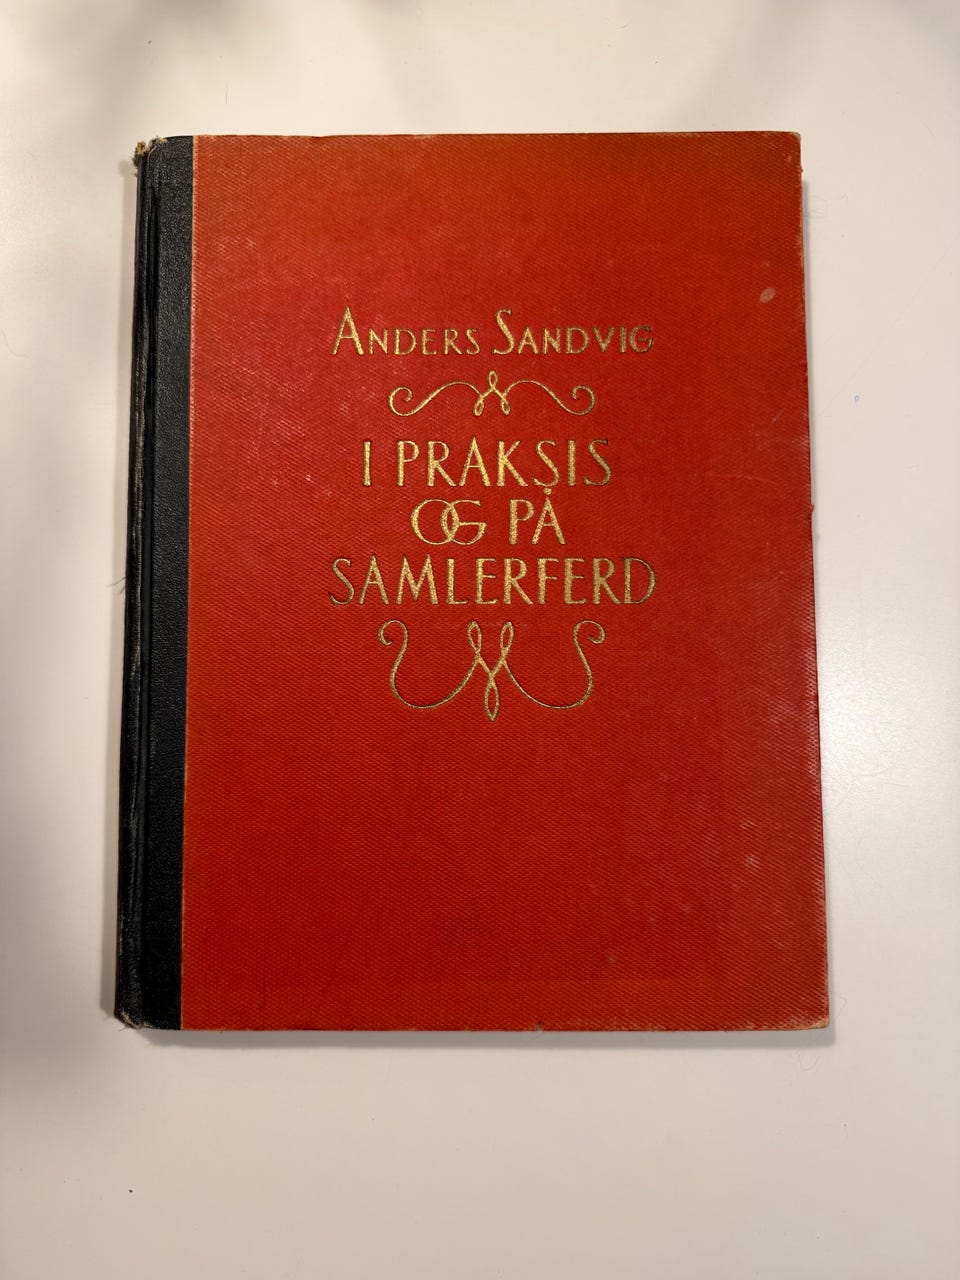 ANDERS SANDVIG
I PRAKSIS
OG PÅ
SAMLERFERD